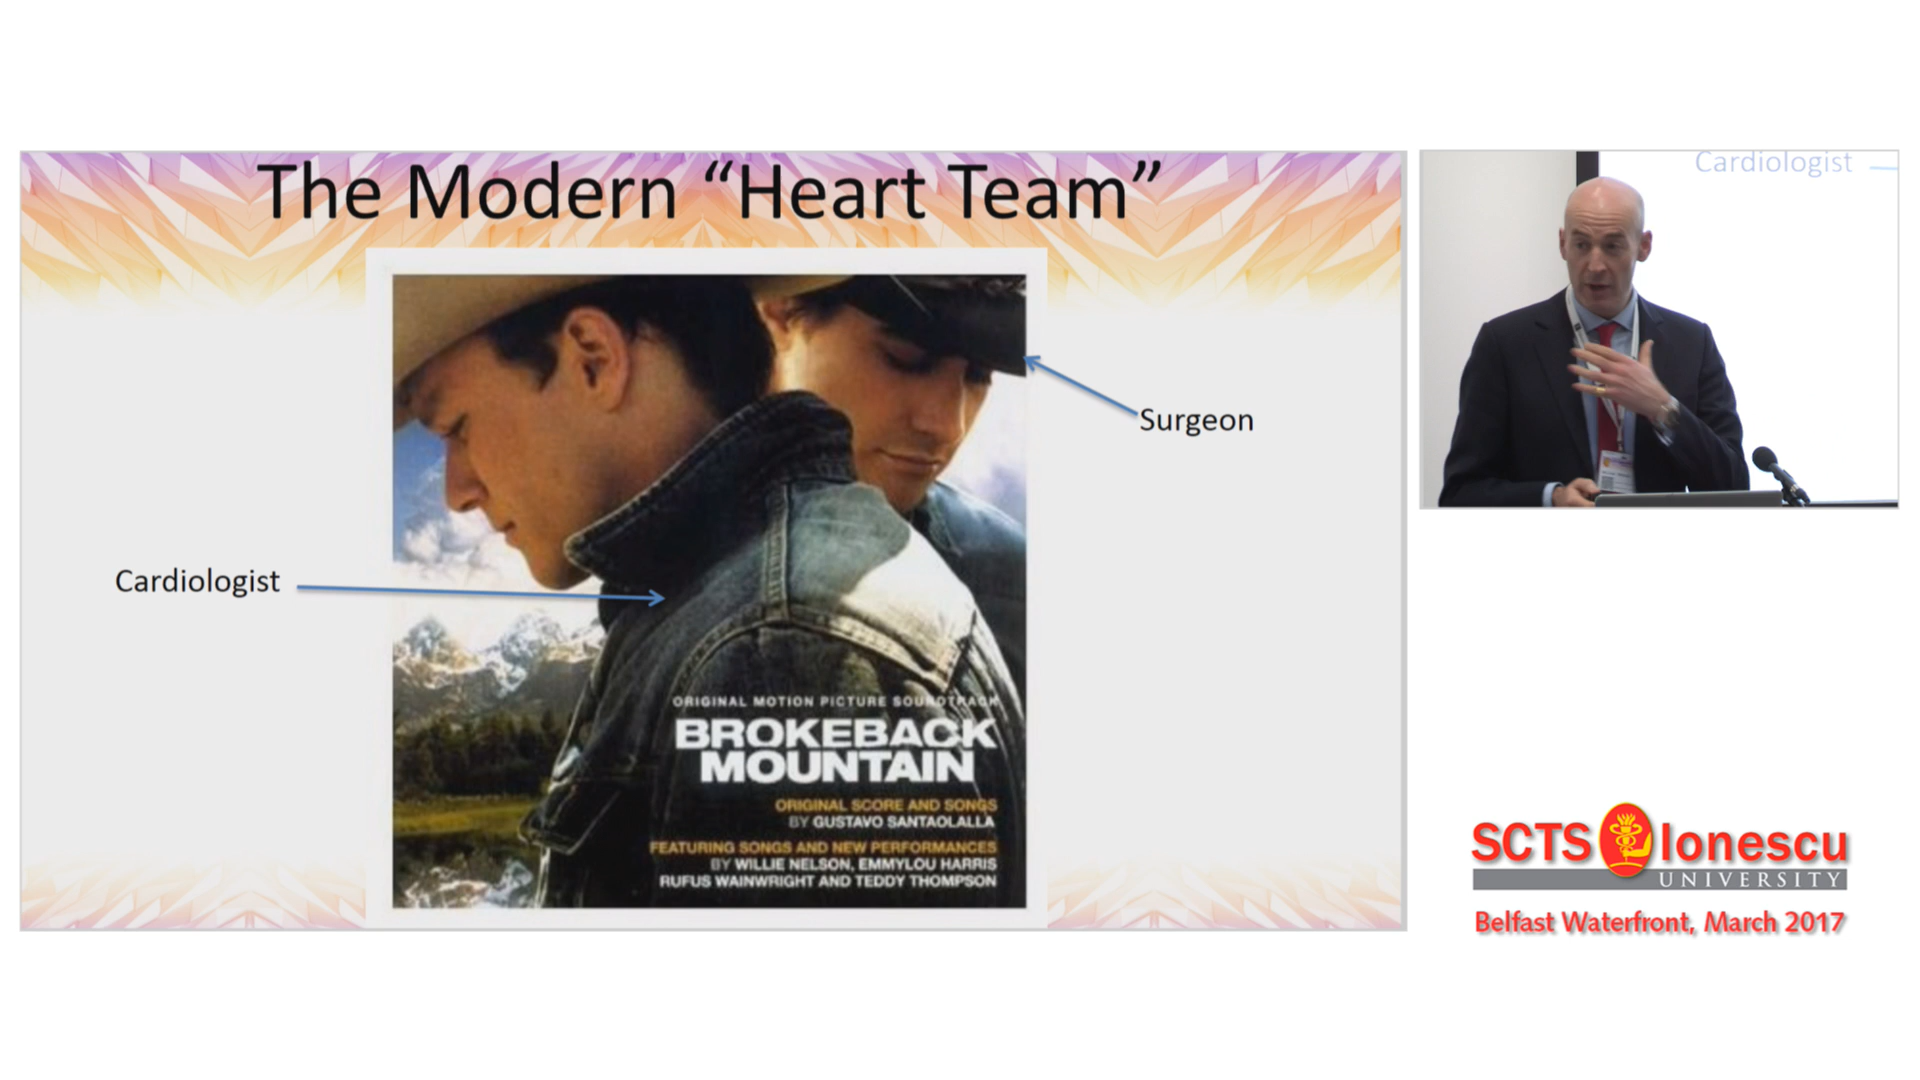 The Modern “Heart Team”
Surgeon
Cardiologist
ORIGINAL MOTION PICTURE SOUNDTRACK
BROKEBACK
MOUNTAIN
ORIGINAL SCORE AND SONGS
BY GUSTAVO SANTAOLALLA
FEATURING SONGS AND NEW PERFORMANCES
BY WILLIE NELSON, EMMYLOU HARRIS
RUFUS WAINWRIGHT AND TEDDY THOMPSON
Cardiologist
SCTS Ionescu
UNIVERSITY
Belfast Waterfront, March 2017